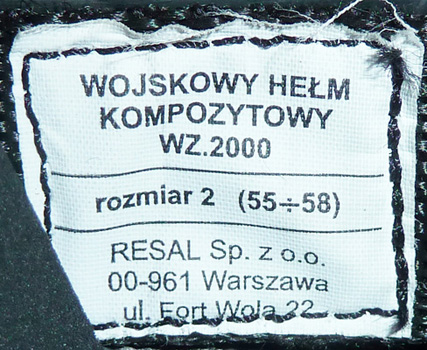 WOJSKOWY HEŁM
KOMPOZYTOWY
WZ.2000
rozmiar 2 (55÷58)
RESAL Sp. z o.o.
00-961 Warszawa
ul. Fort Wola 22